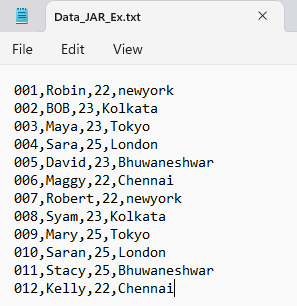 Data_JAR_Ex.txt
File Edit View
001,Robin,22,newyork
002,BOB,23,Kolkata
003,Maya,23,Tokyo
004,Sara,25,London
005,David,23,Bhuwaneshwar
006,Maggy,22,Chennai
007,Robert,22,newyork
008,Syam,23,Kolkata
009,Mary,25,Tokyo
010,Saran,25,London
011,Stacy,25,Bhuwaneshwar
012,Kelly,22,Chennai